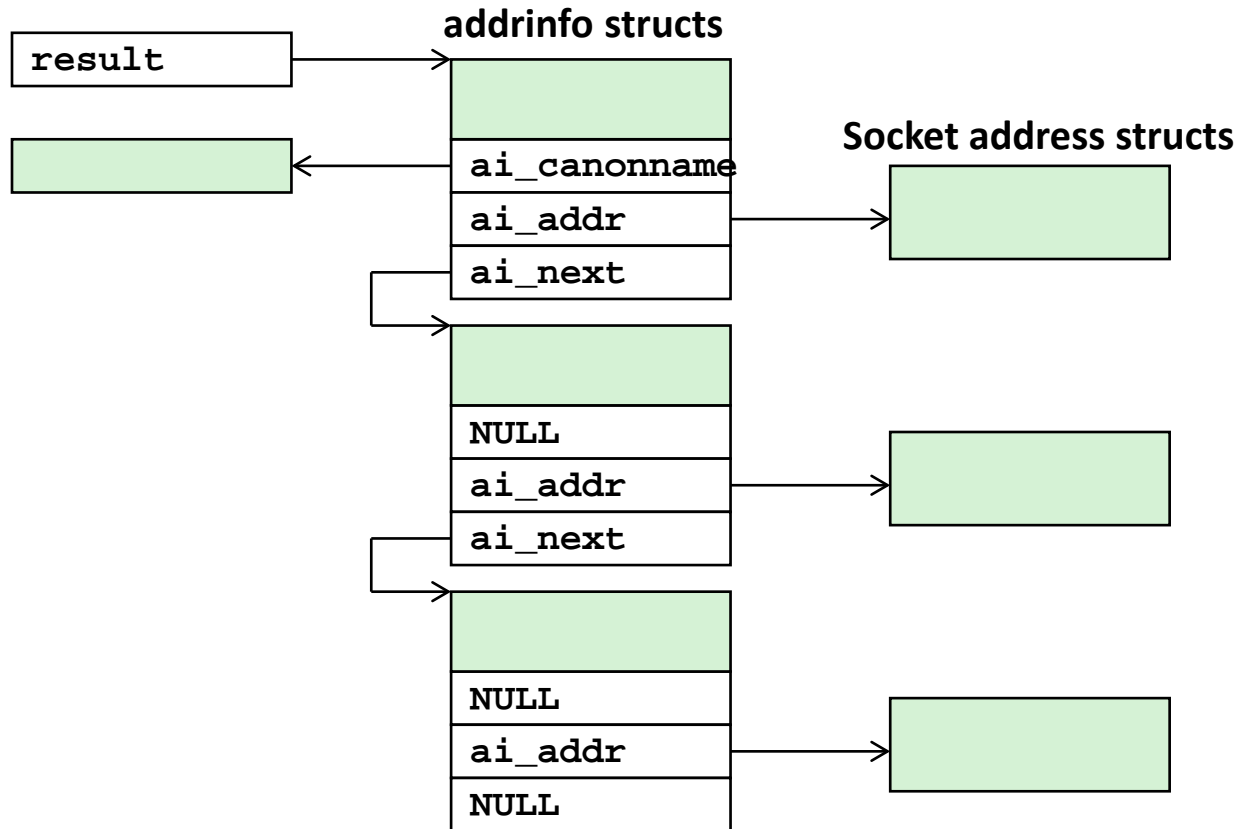 addrinfo structs
result
Socket address structs
ai_canonname
ai_addr
ai_next
NULL
ai_addr
ai_next
NULL
ai_addr
NULL